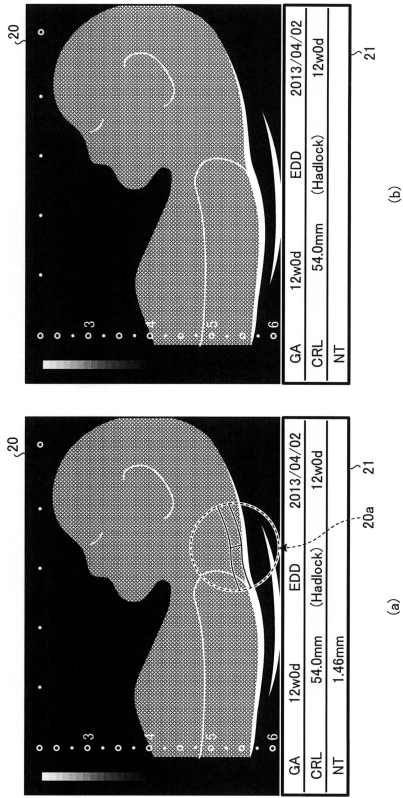 20
3
4
5
6
GA 12w0d EDD 2013/04/02
CRL 54.0mm (Hadlock) 12w0d
NT 1.46mm
21
20a
(a)
20
3
4
5
6
GA 12w0d EDD 2013/04/02
CRL 54.0mm (Hadlock) 12w0d
NT
21
(b)